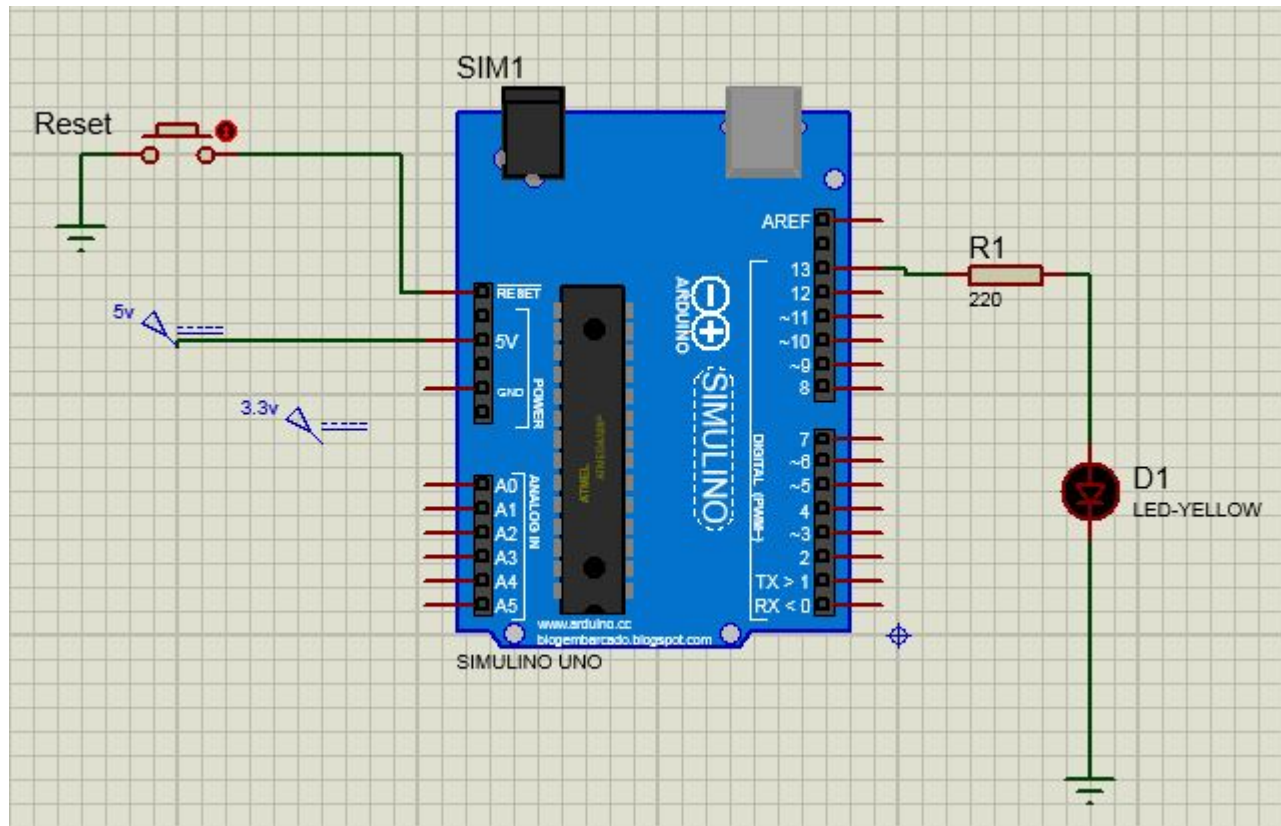 SIM1
Reset
AREF
R1
13
220
12
RESET
~11
5v
5V
~10
ARDUINO
~9
GND
POWER
8
3.3v
SIMULINO
7
~6
A0
~5
D1
A1
ANALOG IN
4
LED-YELLOW
A2
ATMEL
DIGITAL (PWM~)
~3
A3
2
A4
TX > 1
A5
RX < 0
www.arduino.cc
blogembarcado.blogspot.com
SIMULINO UNO